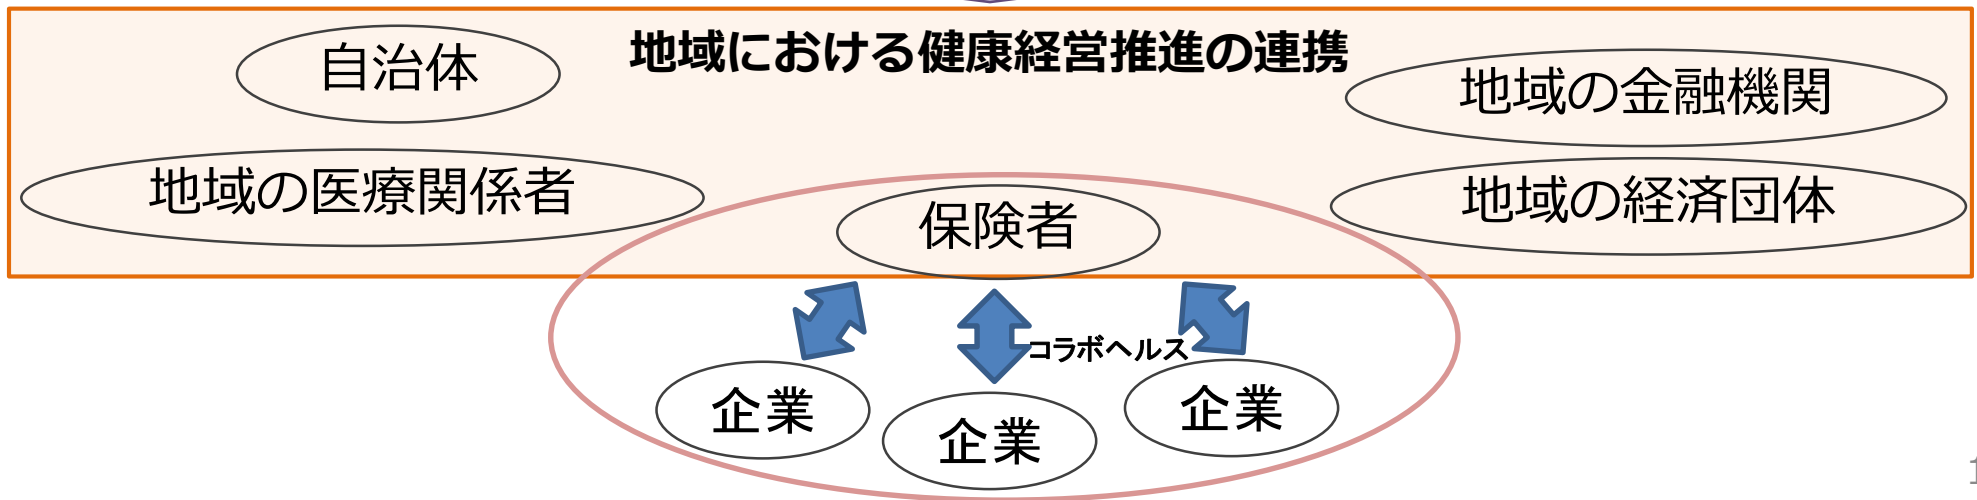 地域における健康経営推進の連携
自治体
地域の金融機関
地域の医療関係者
地域の経済団体
保険者
コラボヘルス
企業
企業
企業